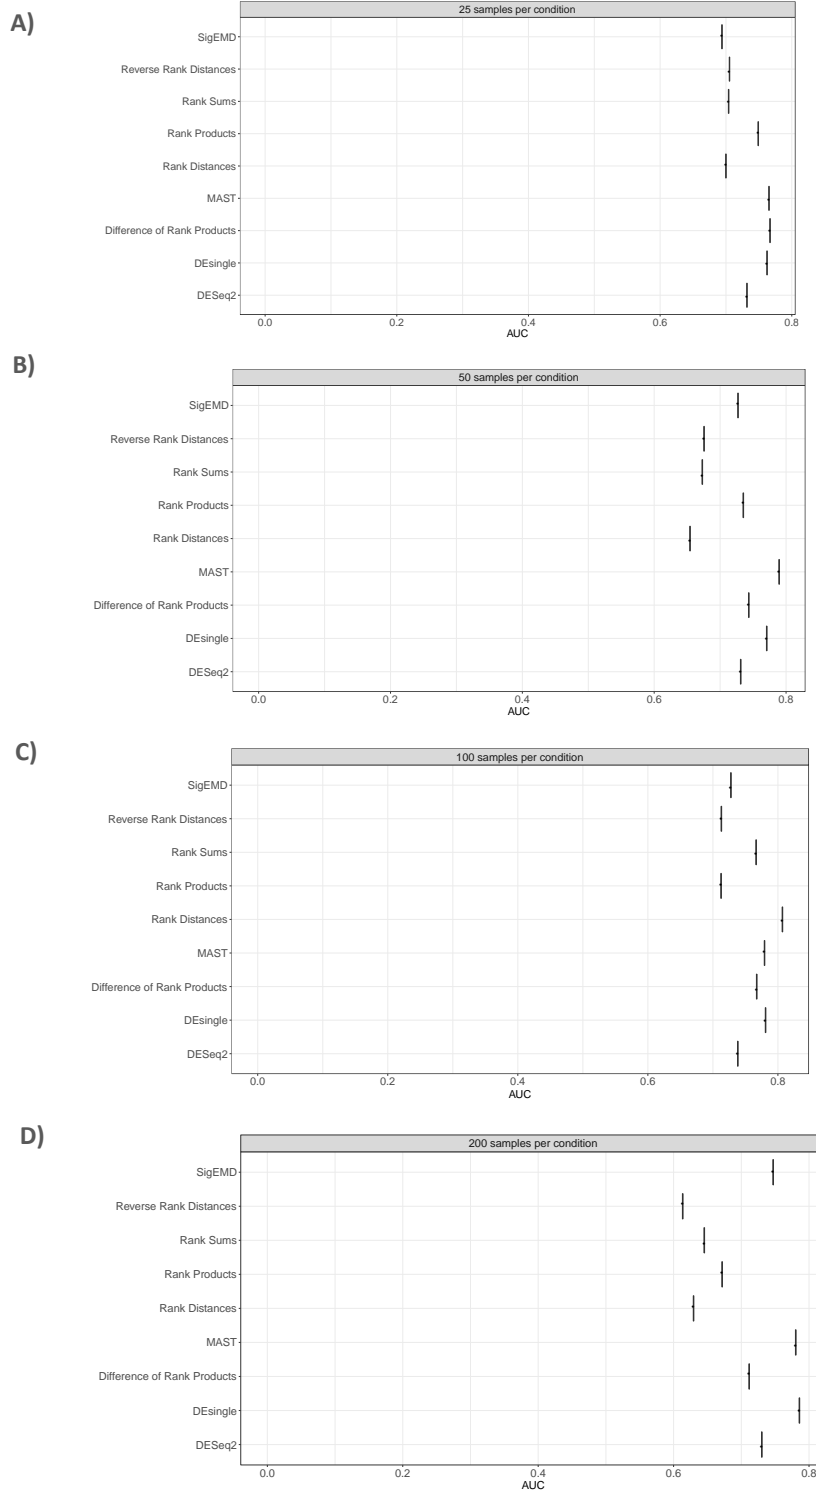 A)
25 samples per condition
SigEMD
Reverse Rank Distances
Rank Sums
Rank Products
Rank Distances
MAST
Difference of Rank Products
DEsingle
DESeq2
0.0 0.2 0.4 0.6 0.8
AUC
B)
50 samples per condition
SigEMD
Reverse Rank Distances
Rank Sums
Rank Products
Rank Distances
MAST
Difference of Rank Products
DEsingle
DESeq2
0.0 0.2 0.4 0.6 0.8
AUC
C)
100 samples per condition
SigEMD
Reverse Rank Distances
Rank Sums
Rank Products
Rank Distances
MAST
Difference of Rank Products
DEsingle
DESeq2
0.0 0.2 0.4 0.6 0.8
AUC
D)
200 samples per condition
SigEMD
Reverse Rank Distances
Rank Sums
Rank Products
Rank Distances
MAST
Difference of Rank Products
DEsingle
DESeq2
0.0 0.2 0.4 0.6 0.8
AUC